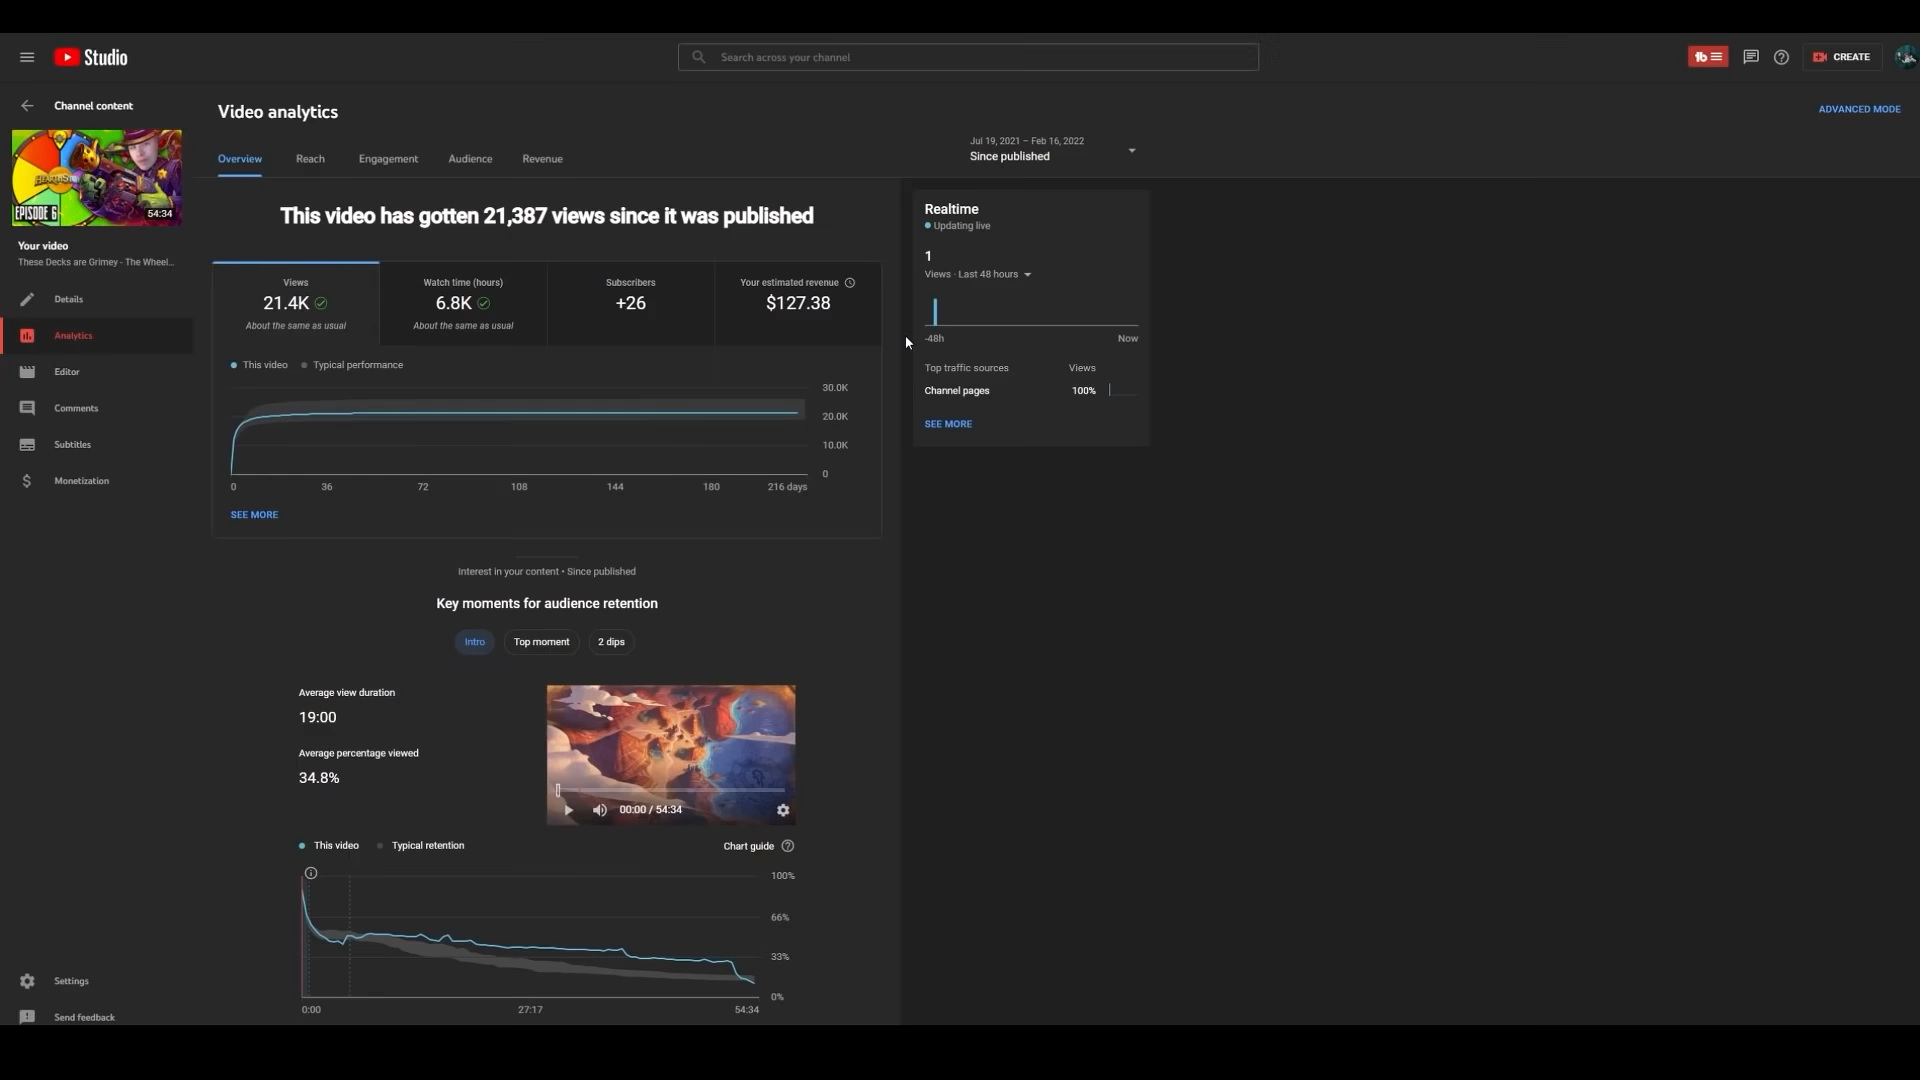 Studio
Search across your channel
CREATE
Channel content
Video analytics
ADVANCED MODE
Jul 19, 2021 – Feb 16, 2022
Since published
Overview
Reach
Engagement
Audience
Revenue
EPISODE 6
54:34
Your video
These Decks are Grimey - The Wheel...
Details
Analytics
Editor
Comments
Subtitles
Monetization
Settings
Send feedback
This video has gotten 21,387 views since it was published
Views
21.4K
About the same as usual
Watch time (hours)
6.8K
About the same as usual
Subscribers
+26
Your estimated revenue
$127.38
This video
Typical performance
30.0K
20.0K
10.0K
0
0 36 72 108 144 180 216 days
SEE MORE
Realtime
Updating live
1
Views · Last 48 hours
-48h
Now
Top traffic sources
Views
Channel pages
100%
SEE MORE
Interest in your content • Since published
Key moments for audience retention
Intro
Top moment
2 dips
Average view duration
19:00
Average percentage viewed
34.8%
00:00 / 54:34
This video
Typical retention
Chart guide
100%
66%
33%
0%
0:00 27:17 54:34